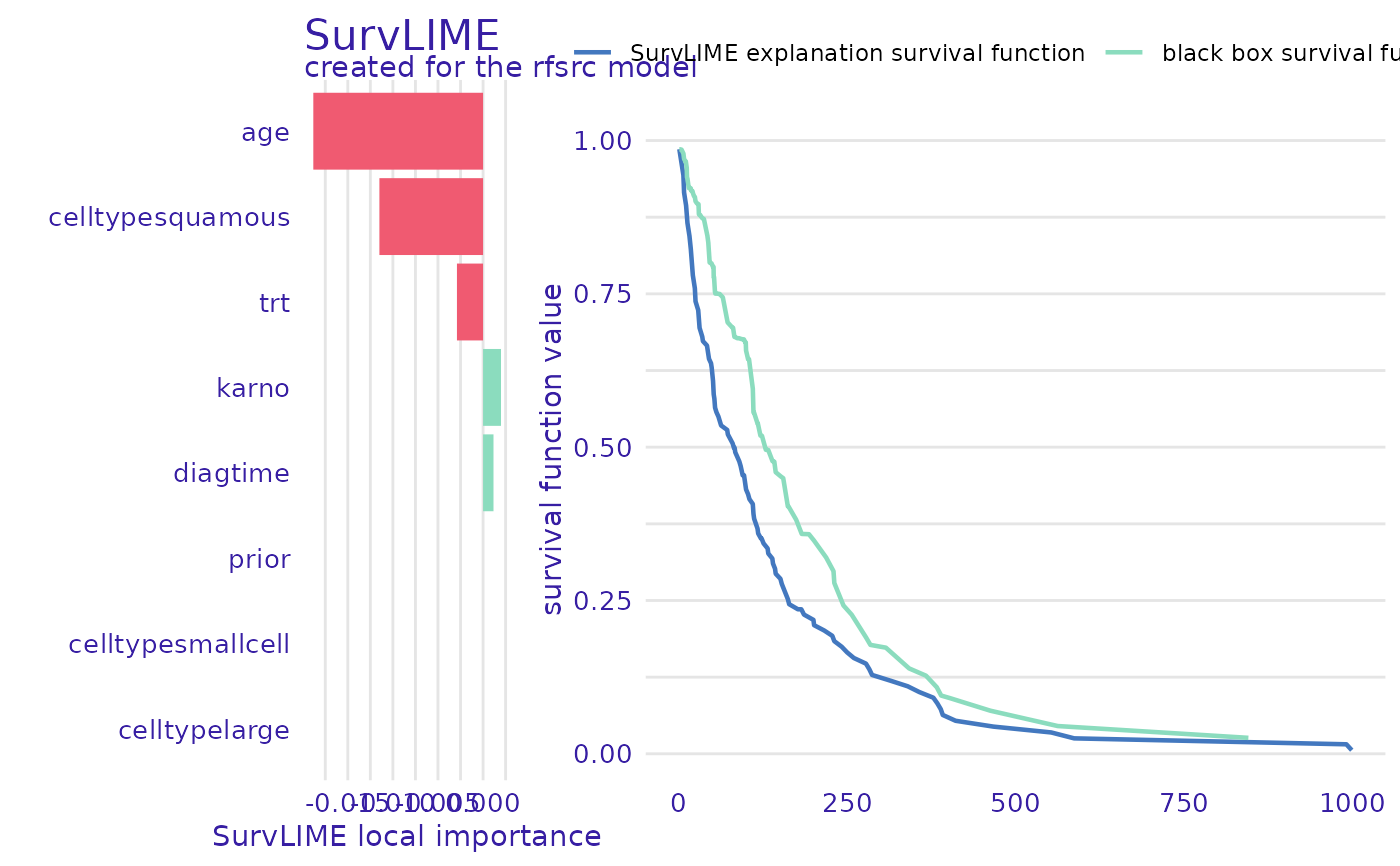 SurvLIME
created for the rfsrc model
SurvLIME explanation survival function
black box survival fu
age
celltypesquamous
trt
karno
diagtime
prior
celltypesmallcell
celltypelarge
SurvLIME local importance
survival function value
1.00
0.75
0.50
0.25
0.00
0 250 500 750 1000